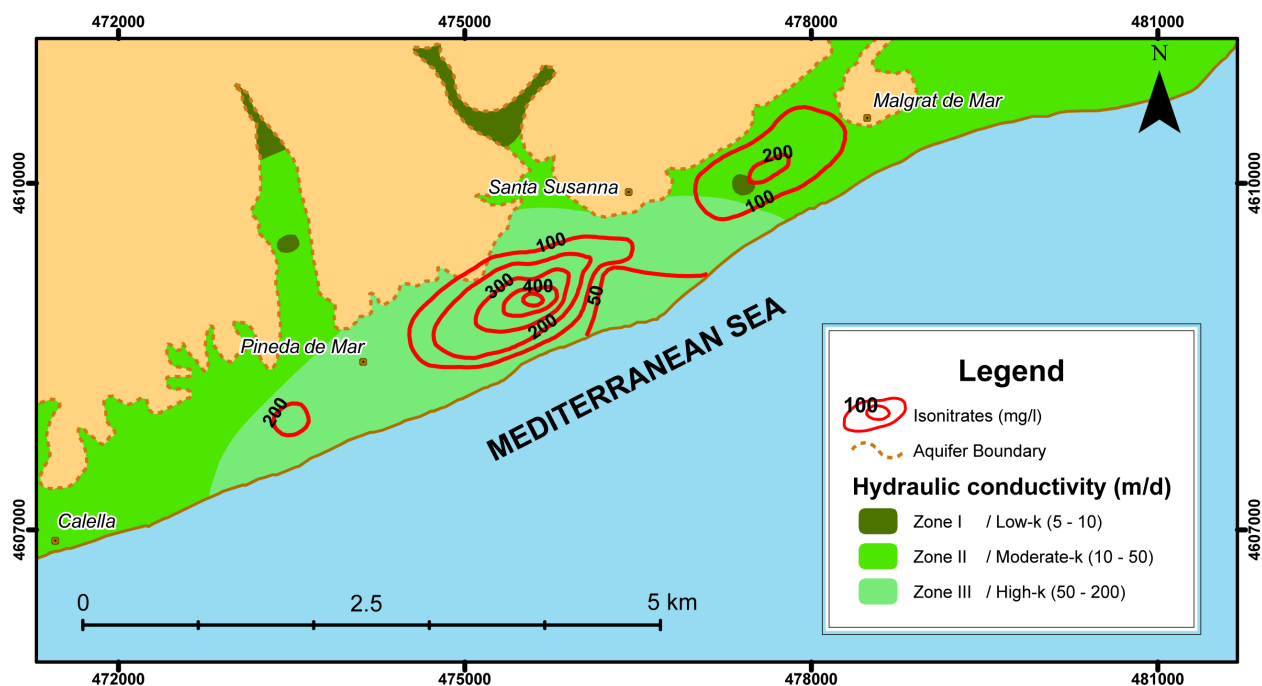 472000
475000
478000
481000
N
Malgrat de Mar
200
4610000
4610000
Santa Susanna
100
100
300
400
50
200
MEDITERRANEAN SEA
Pineda de Mar
200
Legend
100
Isonitrates (mg/l)
Aquifer Boundary
Hydraulic conductivity (m/d)
Zone I / Low-k (5 - 10)
Zone II / Moderate-k (10 - 50)
Zone III / High-k (50 - 200)
Calella
4607000
4607000
0 2.5 5 km
472000
475000
478000
481000